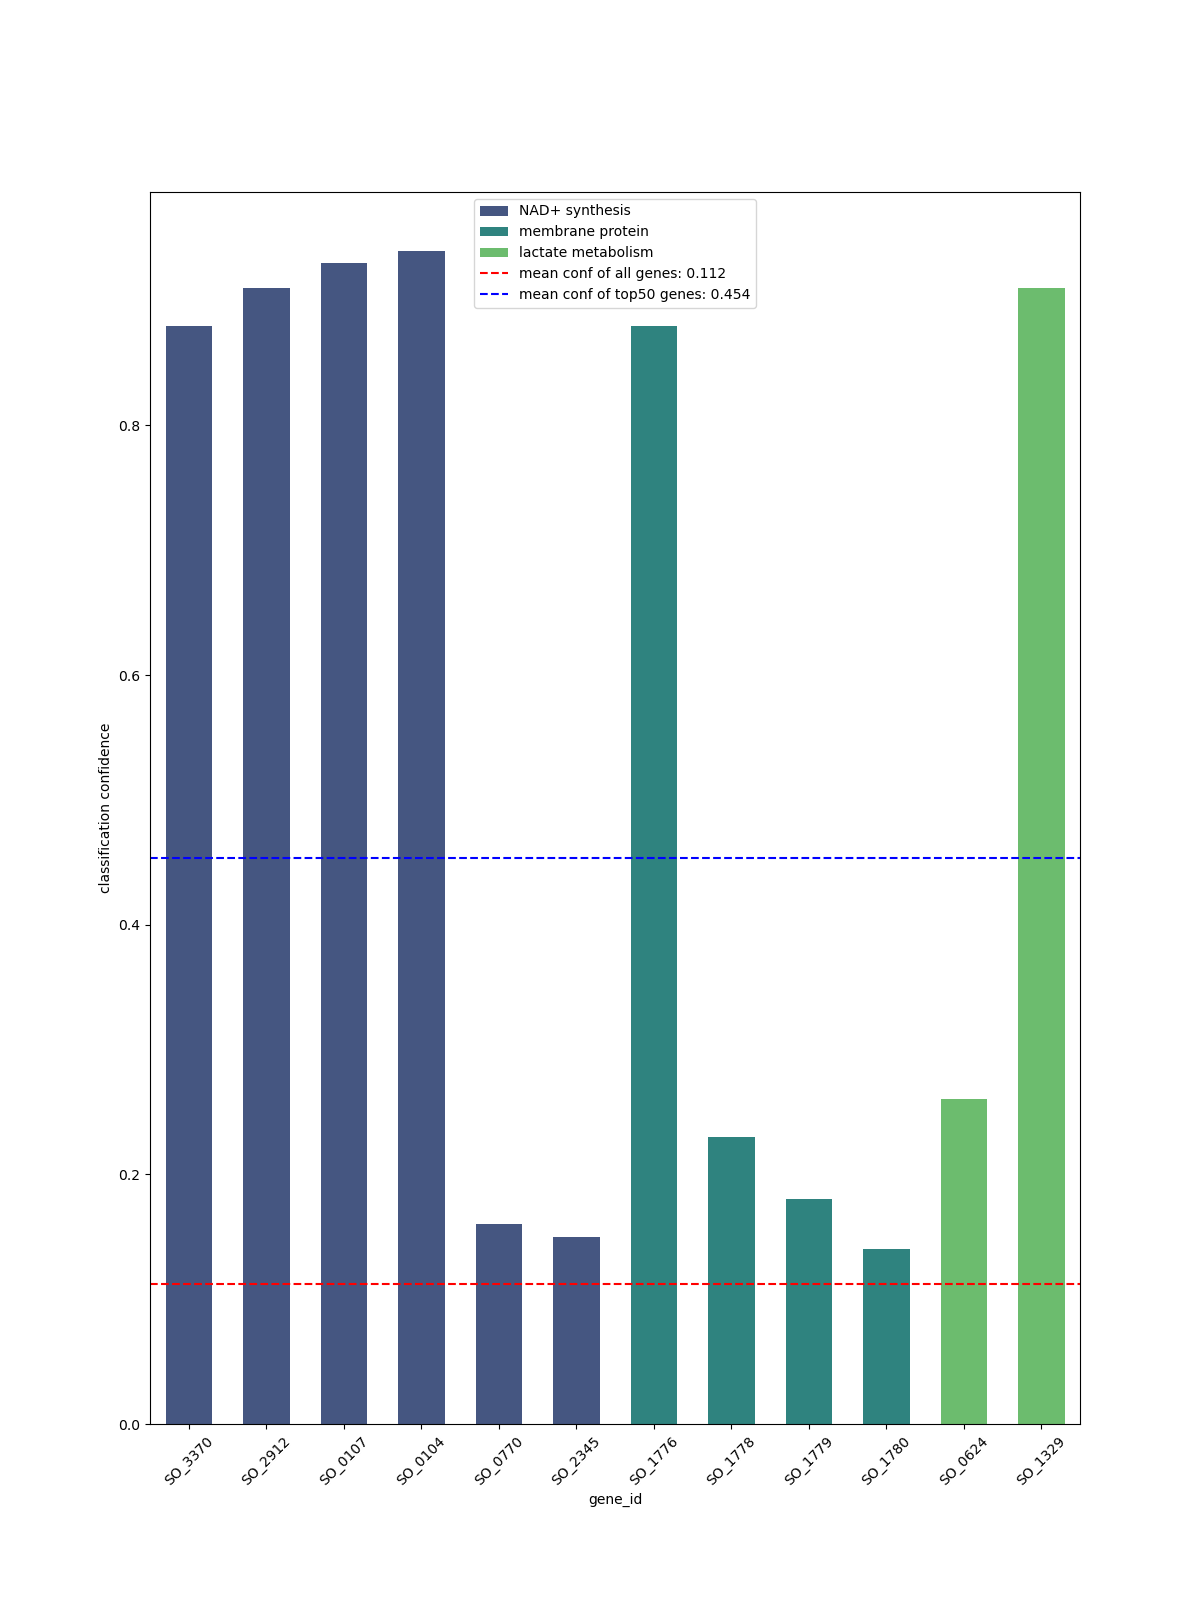 NAD+ synthesis
membrane protein
lactate metabolism
mean conf of all genes: 0.112
mean conf of top50 genes: 0.454
0.8
0.6
0.4
0.2
0.0
classification confidence
SO_3370
SO_2912
SO_0107
SO_0104
SO_0770
SO_2345
SO_1776
SO_1778
SO_1779
SO_1780
SO_0624
SO_1329
gene_id